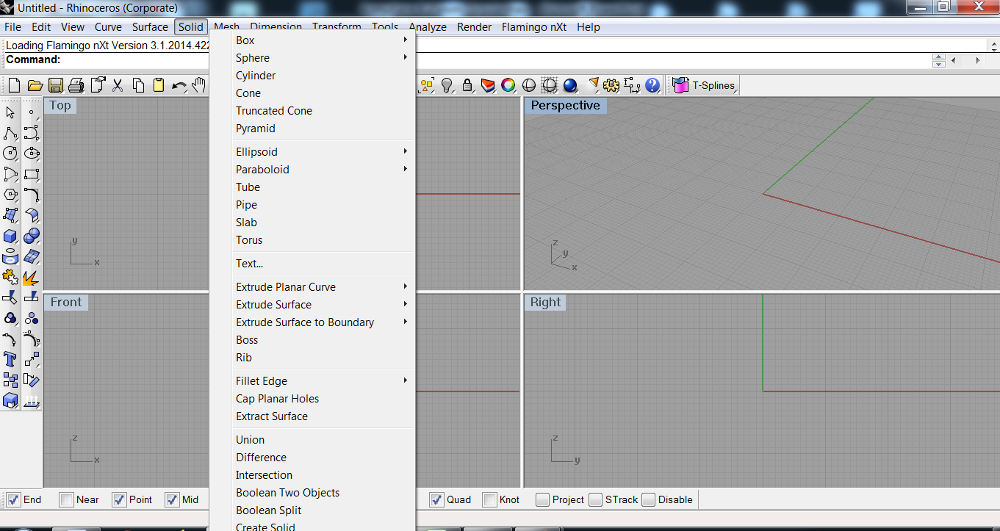 Untitled - Rhinoceros (Corporate)
File Edit View Curve Surface Solid Mesh Dimension Transform Tools Analyze Render Flamingo nXt Help
Loading Flamingo nXt Version 3.1.2014.422
Command:
T-Splines
Top
Perspective
Box
Sphere
Cylinder
Cone
Truncated Cone
Pyramid
Ellipsoid
Paraboloid
Tube
Pipe
Slab
Torus
Text...
Extrude Planar Curve
Extrude Surface
Extrude Surface to Boundary
Boss
Rib
Fillet Edge
Cap Planar Holes
Extract Surface
Union
Difference
Intersection
Boolean Two Objects
Boolean Split
Create Solid
y
x
z
y
x
Front
Right
z
x
z
y
End Near Point Mid Quad Knot Project STrack Disable